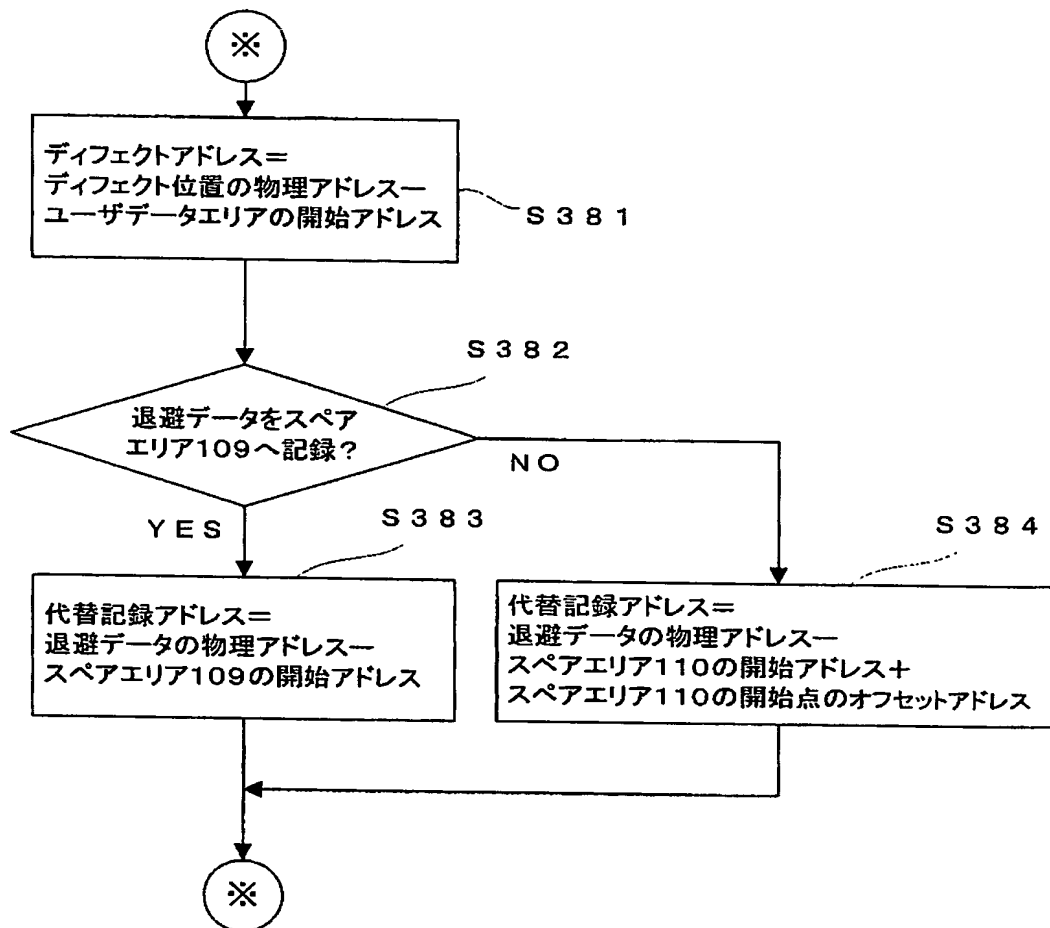 ※
ディフェクトアドレス＝
ディフェクト位置の物理アドレスー
ユーザデータエリアの開始アドレス
S381
S382
退避データをスペア
エリア109へ記録？
NO
YES
S383
S384
代替記録アドレス＝
退避データの物理アドレスー
スペアエリア109の開始アドレス
代替記録アドレス＝
退避データの物理アドレスー
スペアエリア110の開始アドレス＋
スペアエリア110の開始点のオフセットアドレス
※